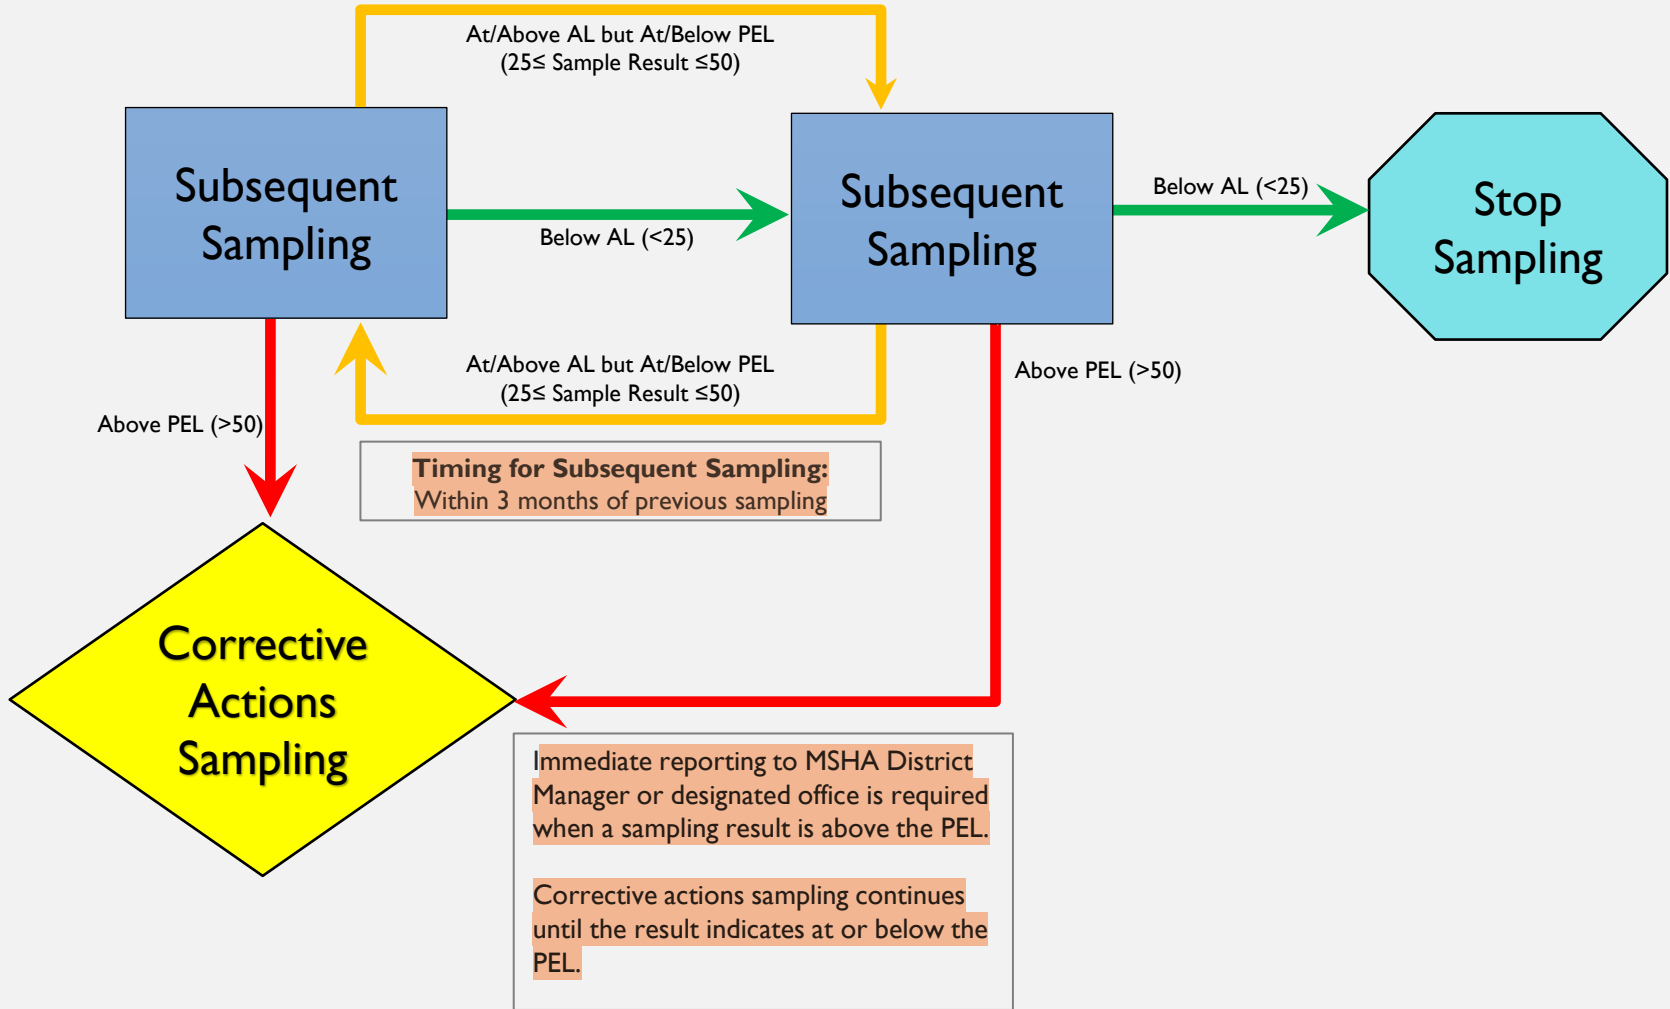 At/Above AL but At/Below PEL
(25≤ Sample Result ≤50)
Subsequent
Sampling
Below AL (<25)
Subsequent
Sampling
Below AL (<25)
Stop
Sampling
At/Above AL but At/Below PEL
(25≤ Sample Result ≤50)
Above PEL (>50)
Above PEL (>50)
Timing for Subsequent Sampling:
Within 3 months of previous sampling
Corrective
Actions
Sampling
Immediate reporting to MSHA District
Manager or designated office is required
when a sampling result is above the PEL.
Corrective actions sampling continues
until the result indicates at or below the
PEL.